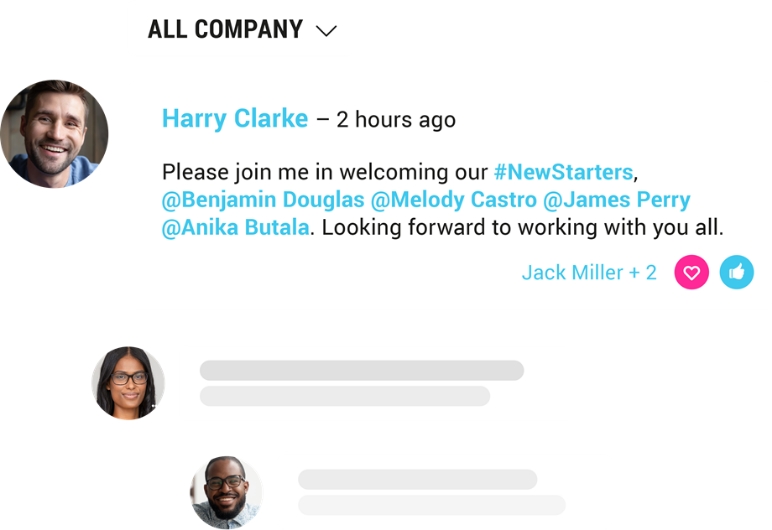 ALL COMPANY
Harry Clarke – 2 hours ago
Please join me in welcoming our #NewStarters,
@Benjamin Douglas @Melody Castro @James Perry
@Anika Butala. Looking forward to working with you all.
Jack Miller + 2